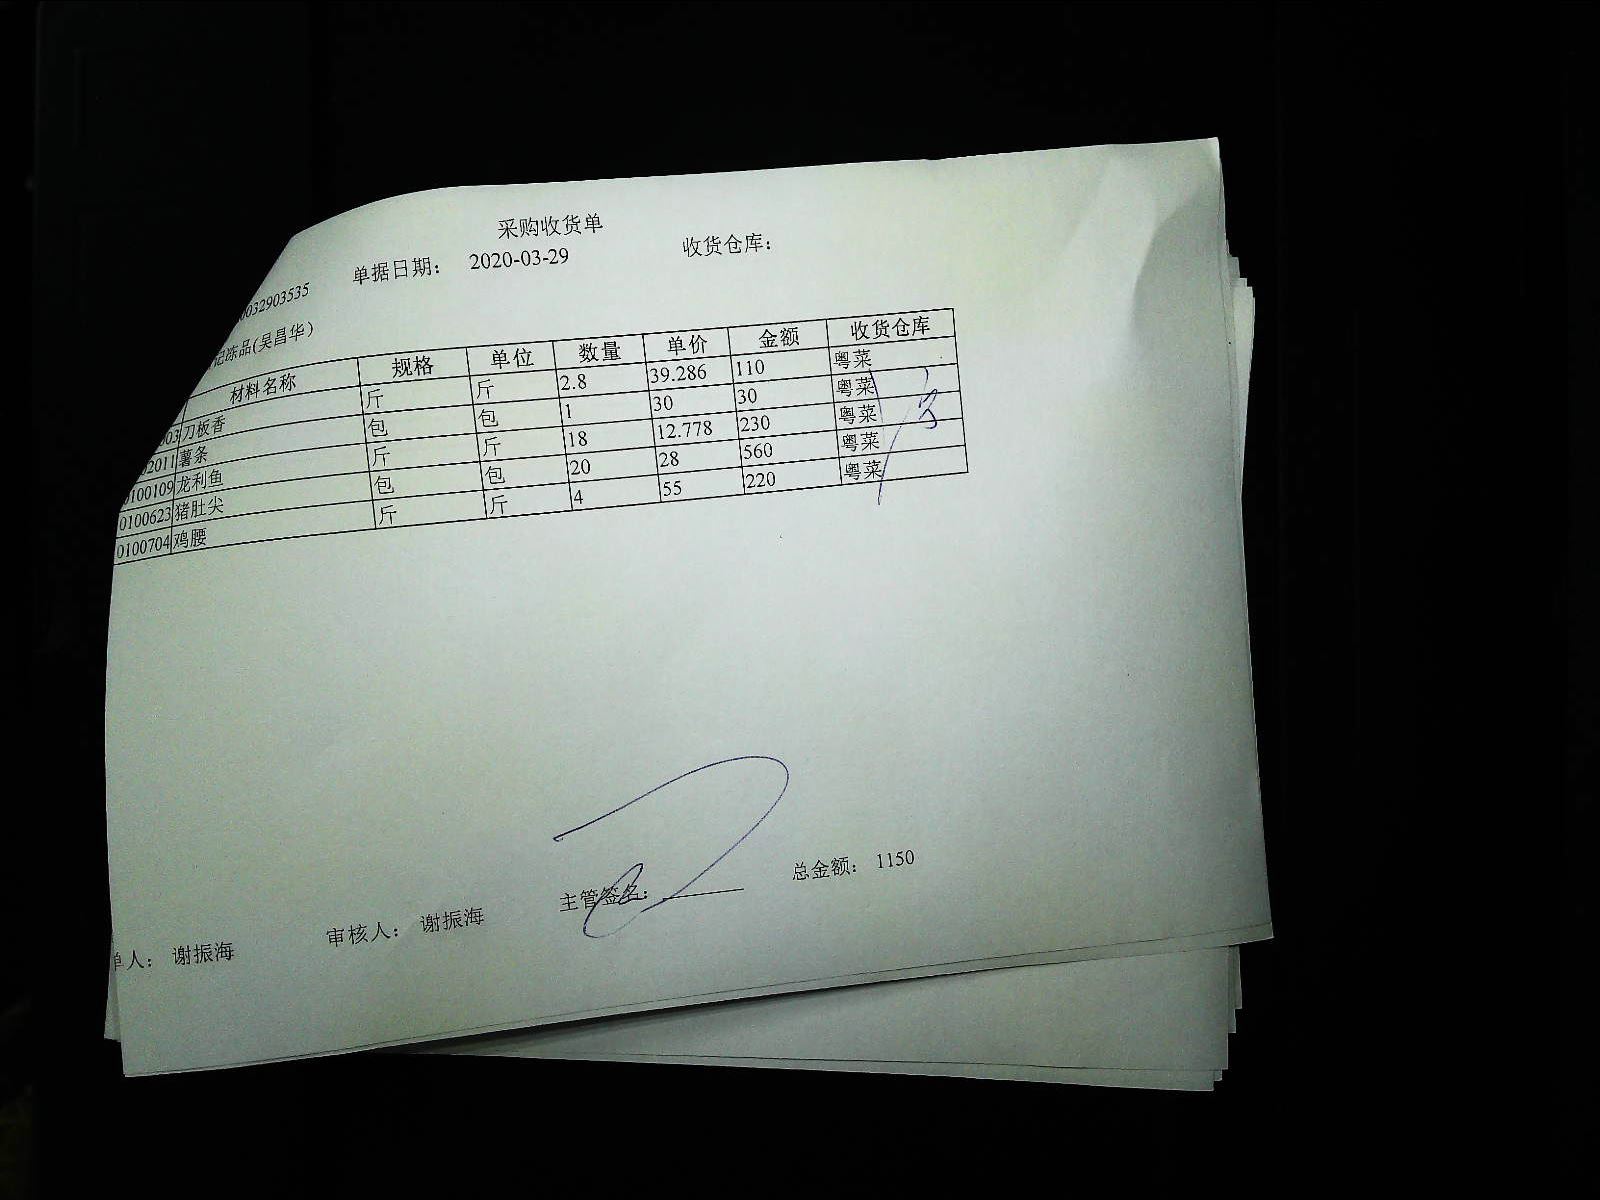 采购收货单
单据日期： 2020-03-29 收货仓库：
032903535
冻品(吴昌华）
材料名称 规格 单位 数量 单价 金额 收货仓库
003 刀板香 斤 斤 2.8 39.286 110 粤菜
2011 薯条 包 包 1 30 30 粤菜
0100109 龙利鱼 斤 斤 18 12.778 230 粤菜
0100623 猪肚尖 包 包 20 28 560 粤菜
0100704 鸡腰 斤 斤 4 55 220 粤菜
单人： 谢振海 审核人： 谢振海 主管签名： 总金额： 1150